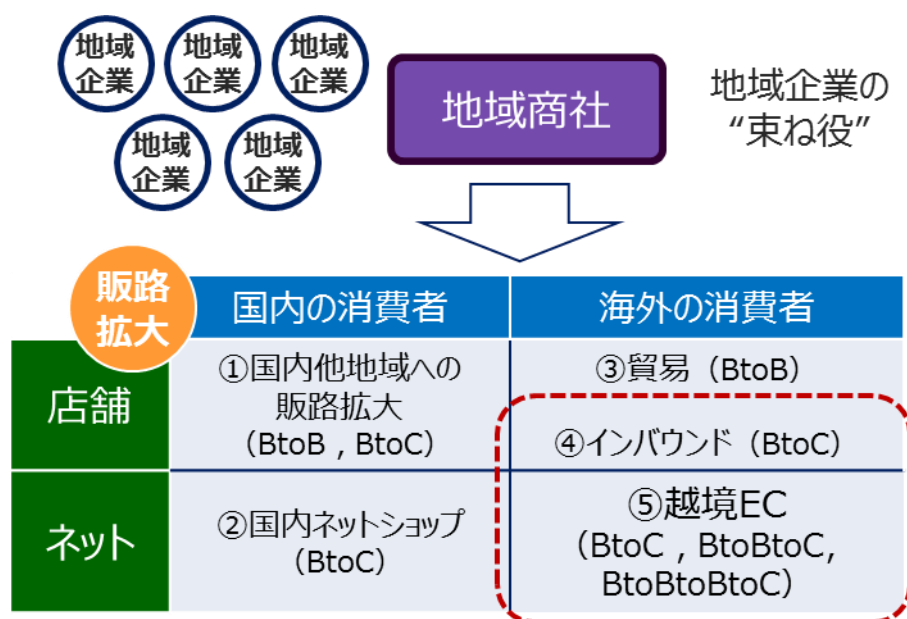 地域
企業
地域
企業
地域
企業
地域
企業
地域
企業
地域商社
地域企業の
“束ね役”
販路
拡大
国内の消費者
海外の消費者
店舗
①国内他地域への
販路拡大
（BtoB , BtoC）
③貿易（BtoB）
④インバウンド（BtoC）
ネット
②国内ネットショップ
（BtoC）
⑤越境EC
（BtoC , BtoBtoC,
BtoBtoBtoC）